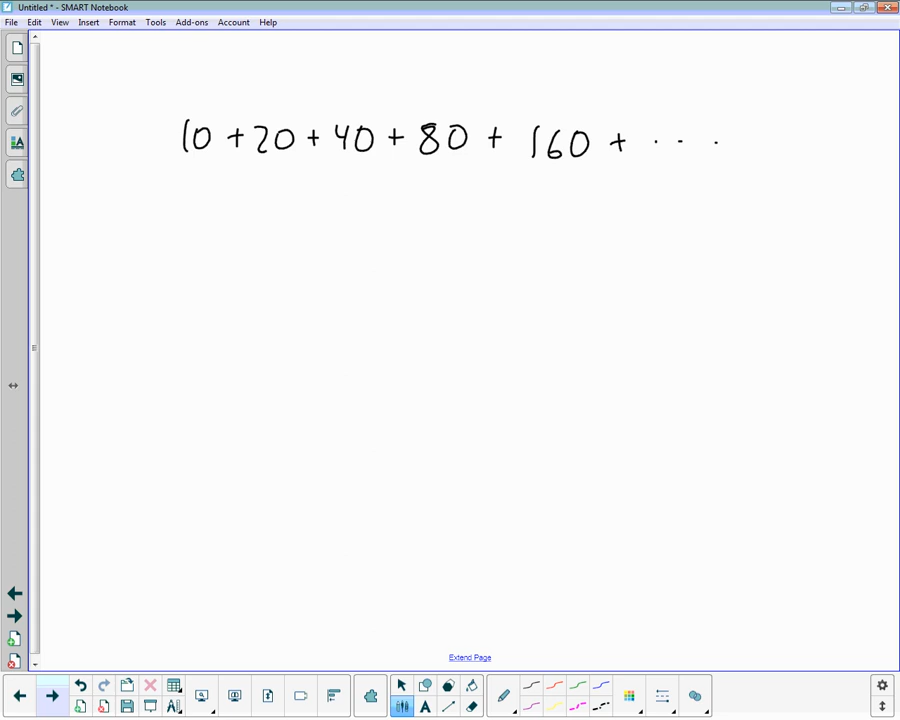 Untitled * - SMART Notebook
File Edit View Insert Format Tools Add-ons Account Help
10 + 20 + 40 + 80 + 160 + · · · ·
Extend Page